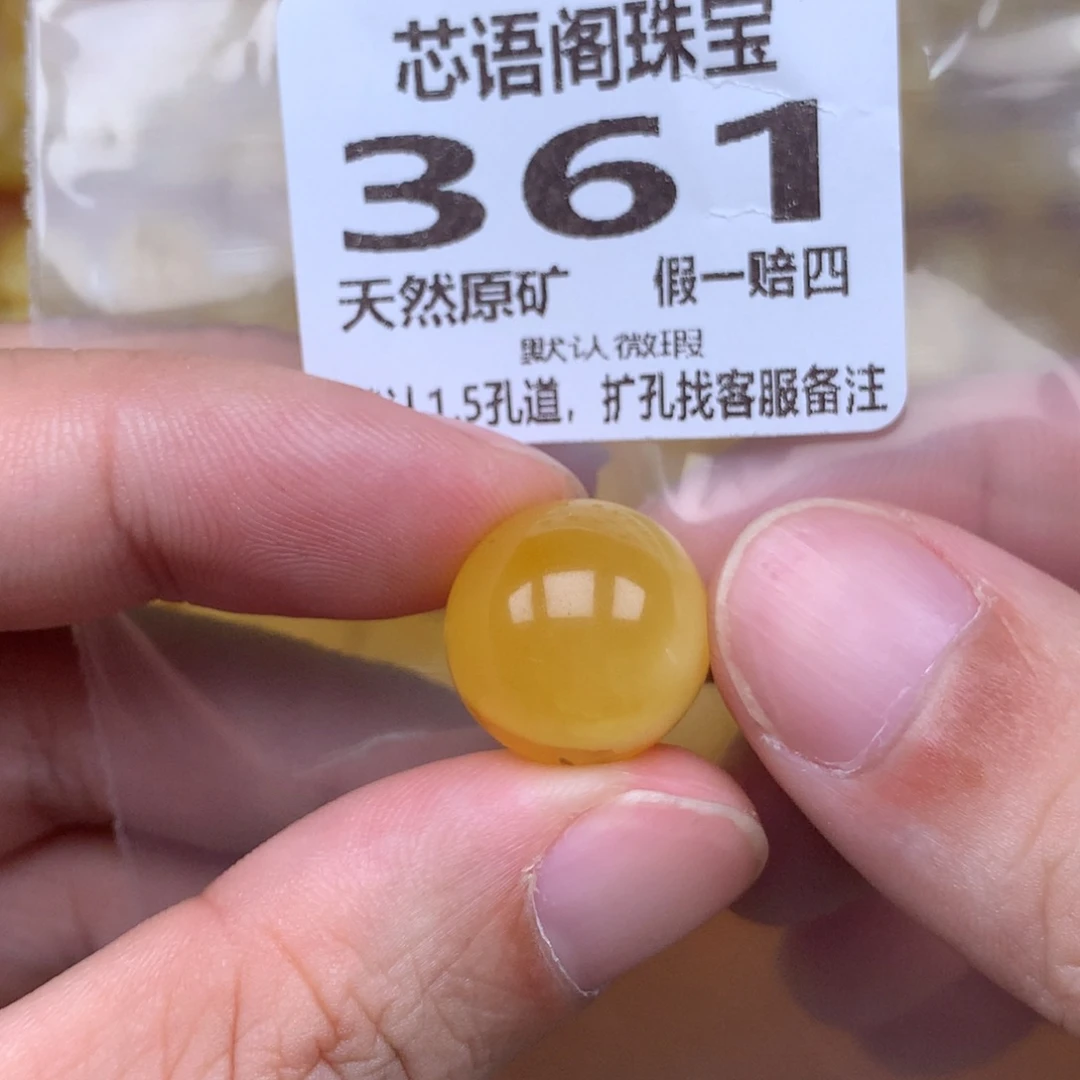 芯语阁珠宝
361
天然原矿 假一赔四
默认微瑕
认1.5孔道，扩孔找客服备注